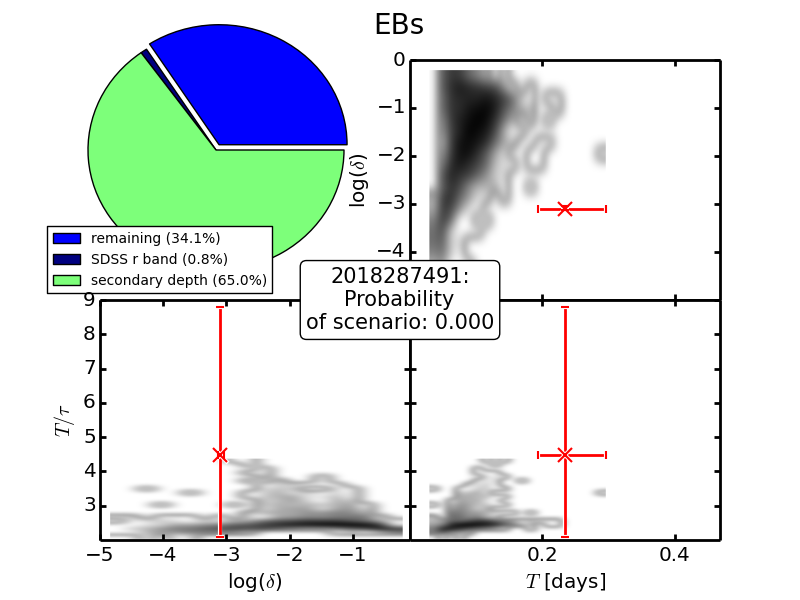 EBs
0
−1
−2
−3
−4
log(δ)
remaining (34.1%)
SDSS r band (0.8%)
secondary depth (65.0%)
2018287491:
Probability
of scenario: 0.000
9
8
7
6
5
4
3
T/τ
−5
−4
−3
−2
−1
log(δ)
0.2
0.4
T [days]